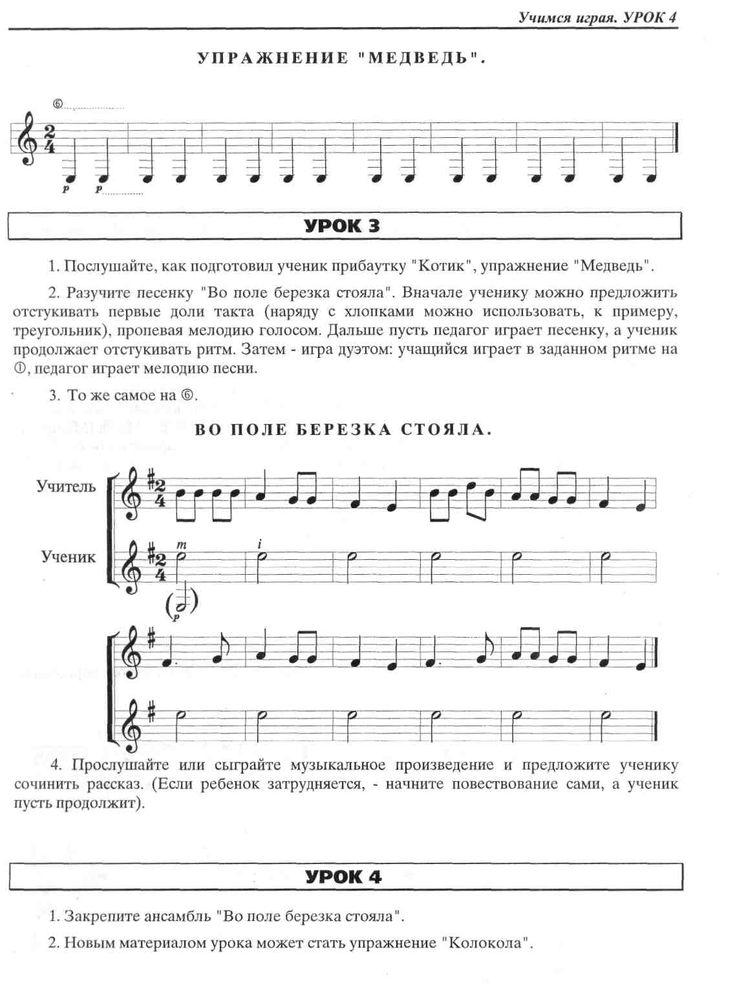 Учимся играя. УРОК 4
УПРАЖНЕНИЕ "МЕДВЕДЬ".
⑥
2
4
p p
УРОК 3
1. Послушайте, как подготовил ученик прибаутку "Котик", упражнение "Медведь".
2. Разучите песенку "Во поле березка стояла". Вначале ученику можно предложить
отстукивать первые доли такта (наряду с хлопками можно использовать, к примеру,
треугольник), пропевая мелодию голосом. Дальше пусть педагог играет песенку, а ученик
продолжает отстукивать ритм. Затем - игра дуэтом: учащийся играет в заданном ритме на
①, педагог играет мелодию песни.
3. То же самое на ⑥.
ВО ПОЛЕ БЕРЕЗКА СТОЯЛА.
Учитель
2
4
Ученик
2
4
m i
p
4. Прослушайте или сыграйте музыкальное произведение и предложите ученику
сочинить рассказ. (Если ребенок затрудняется, - начните повествование сами, а ученик
пусть продолжит).
УРОК 4
1. Закрепите ансамбль "Во поле березка стояла".
2. Новым материалом урока может стать упражнение "Колокола".